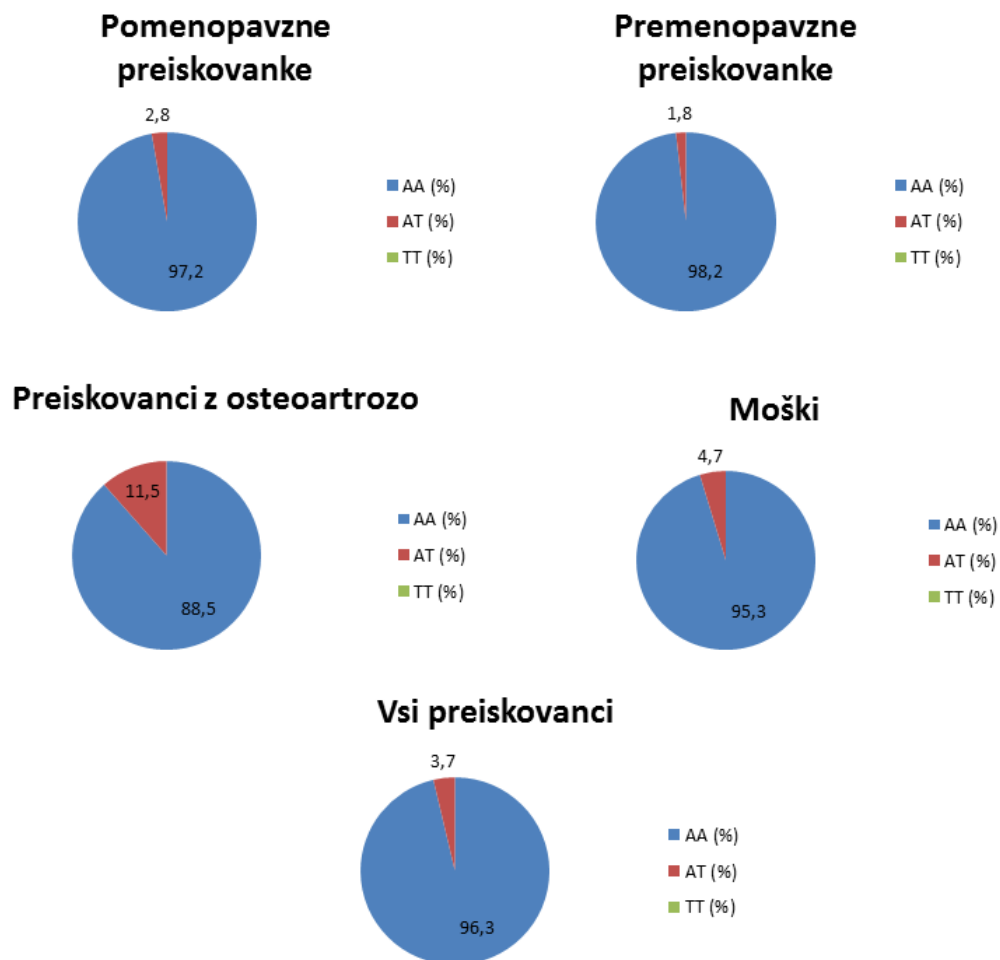 Pomenopavzne
preiskovanke
2,8
97,2
AA (%)
AT (%)
TT (%)
Premenopavzne
preiskovanke
1,8
98,2
AA (%)
AT (%)
TT (%)
Preiskovanci z osteoartrozo
11,5
88,5
AA (%)
AT (%)
TT (%)
Moški
4,7
95,3
AA (%)
AT (%)
TT (%)
Vsi preiskovanci
3,7
96,3
AA (%)
AT (%)
TT (%)